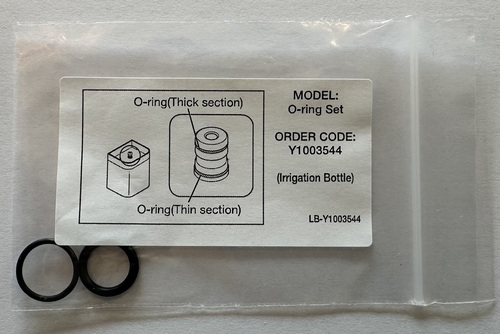 O-ring(Thick section)
O-ring(Thin section)
MODEL:
O-ring Set
ORDER CODE:
Y1003544
(Irrigation Bottle)
LB-Y1003544